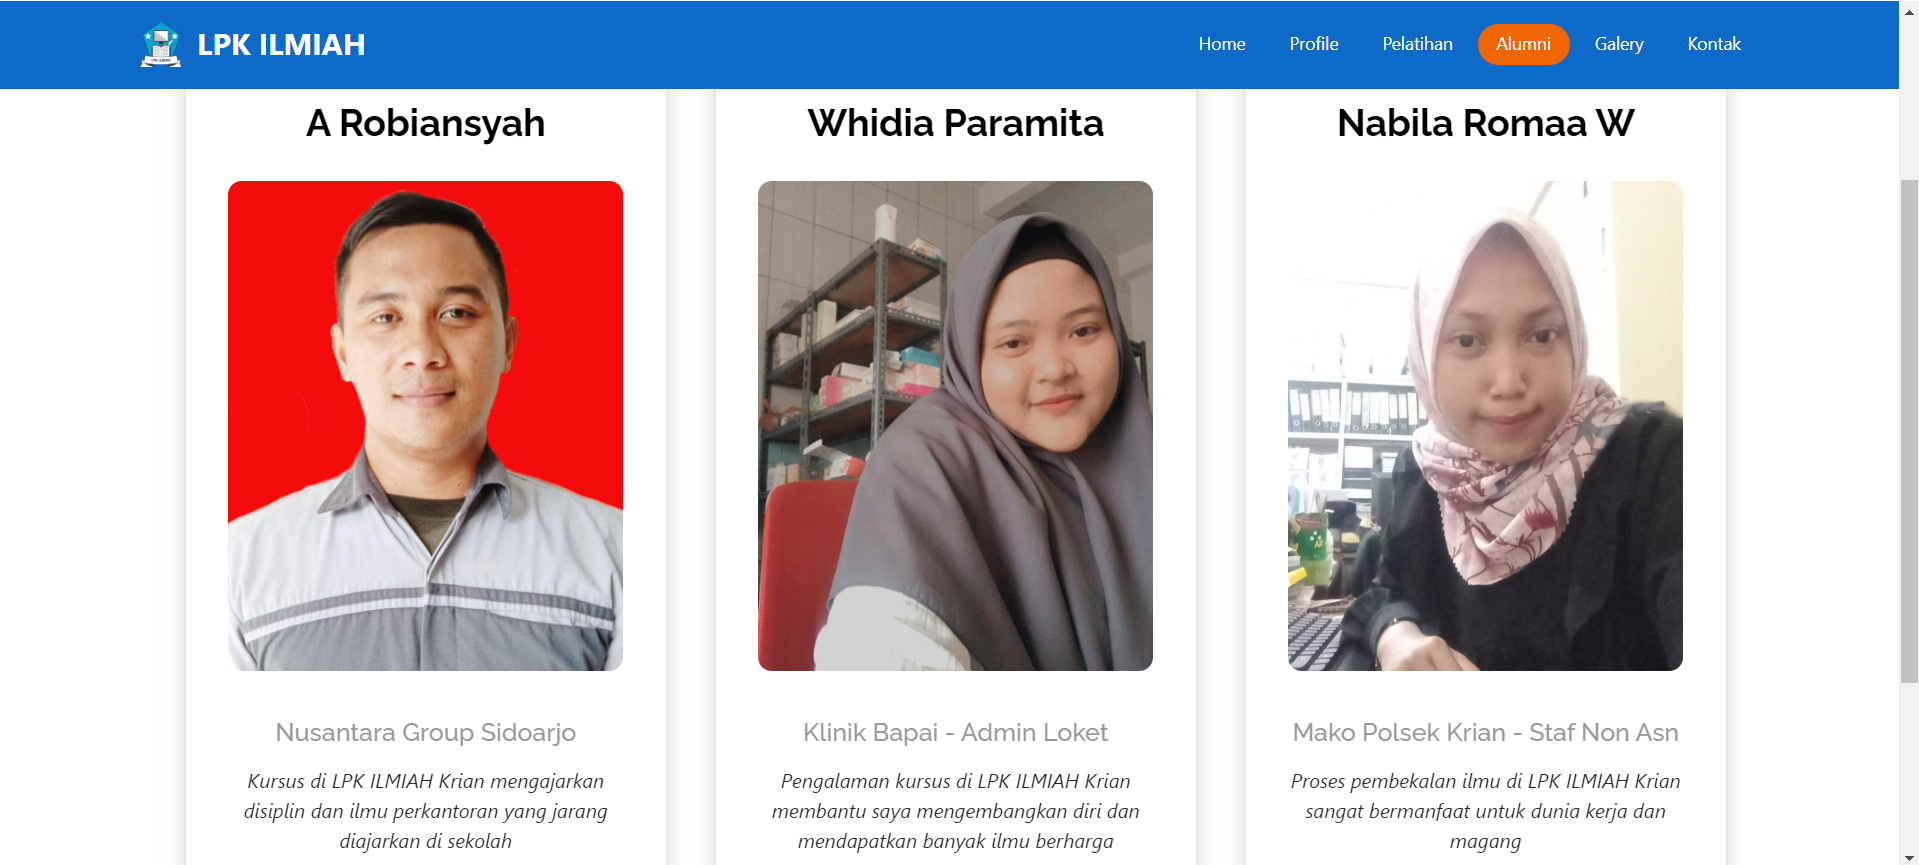 LPK ILMIAH
Home
Profile
Pelatihan
Alumni
Galery
Kontak
A Robiansyah
Whidia Paramita
Nabila Romaa W
Nusantara Group Sidoarjo
Kursus di LPK ILMIAH Krian mengajarkan
disiplin dan ilmu perkantoran yang jarang
diajarkan di sekolah
Klinik Bapai - Admin Loket
Pengalaman kursus di LPK ILMIAH Krian
membantu saya mengembangkan diri dan
mendapatkan banyak ilmu berharga
Mako Polsek Krian - Staf Non Asn
Proses pembekalan ilmu di LPK ILMIAH Krian
sangat bermanfaat untuk dunia kerja dan
magang